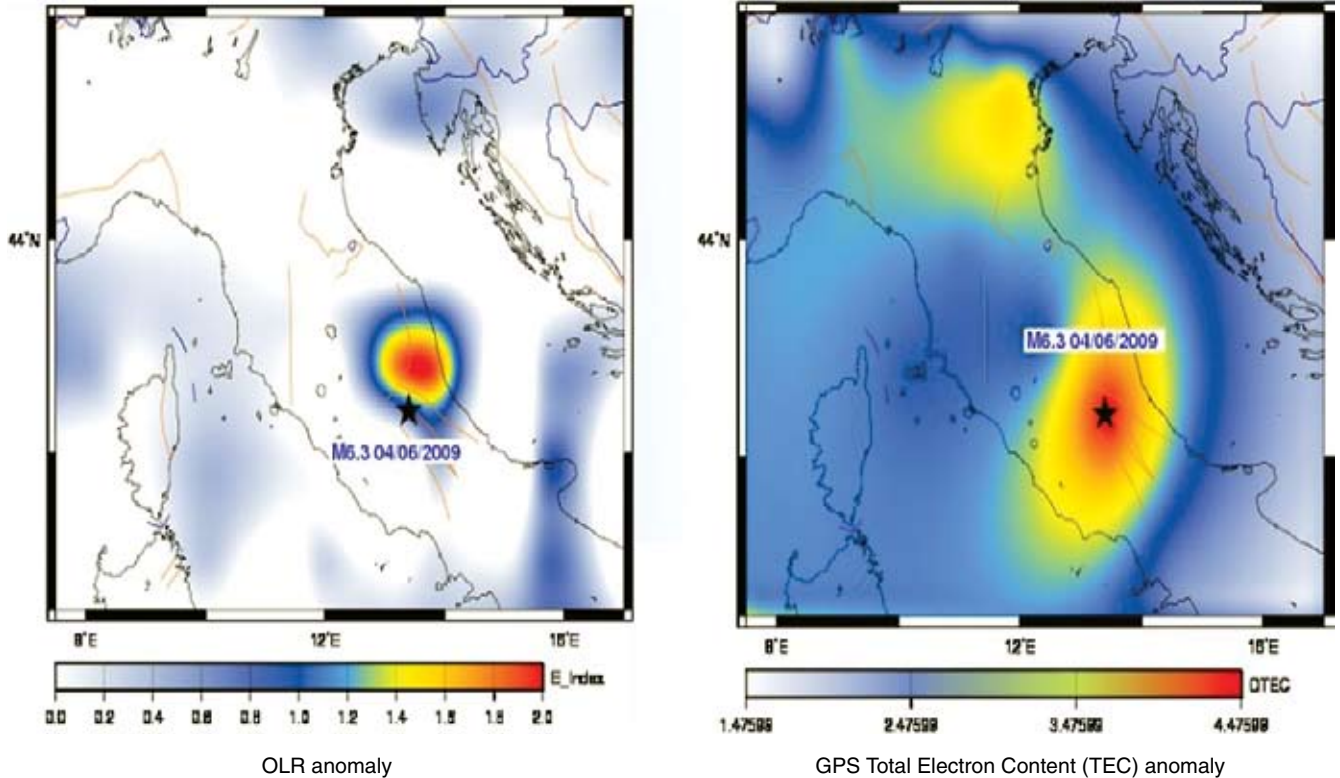 44°N
M6.3 04/06/2009
8°E 12°E 16°E
E_Index
0.0 0.2 0.4 0.6 0.8 1.0 1.2 1.4 1.6 1.8 2.0
OLR anomaly
44°N
M6.3 04/06/2009
8°E 12°E 16°E
DTEC
1.47599 2.47599 3.47599 4.47599
GPS Total Electron Content (TEC) anomaly